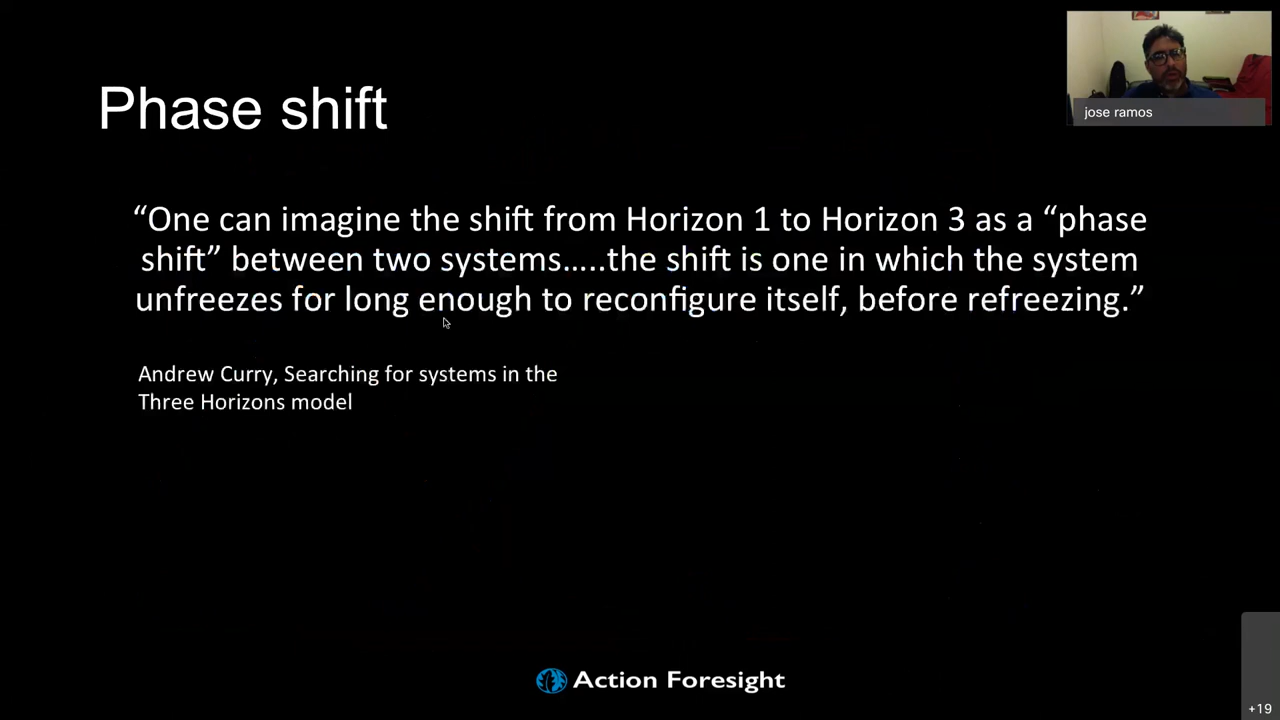 Phase shift
jose ramos
“One can imagine the shift from Horizon 1 to Horizon 3 as a “phase
shift” between two systems…..the shift is one in which the system
unfreezes for long enough to reconfigure itself, before refreezing.”
Andrew Curry, Searching for systems in the
Three Horizons model
Action Foresight
+19